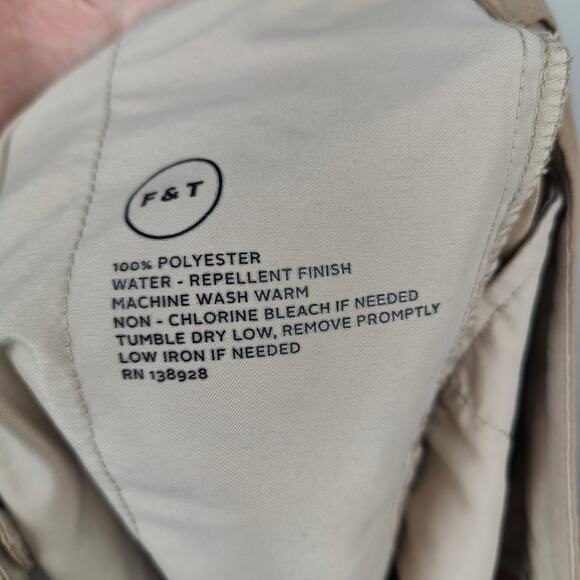 F & T
100% POLYESTER
WATER - REPELLENT FINISH
MACHINE WASH WARM
NON - CHLORINE BLEACH IF NEEDED
TUMBLE DRY LOW, REMOVE PROMPTLY
LOW IRON IF NEEDED
RN 138928